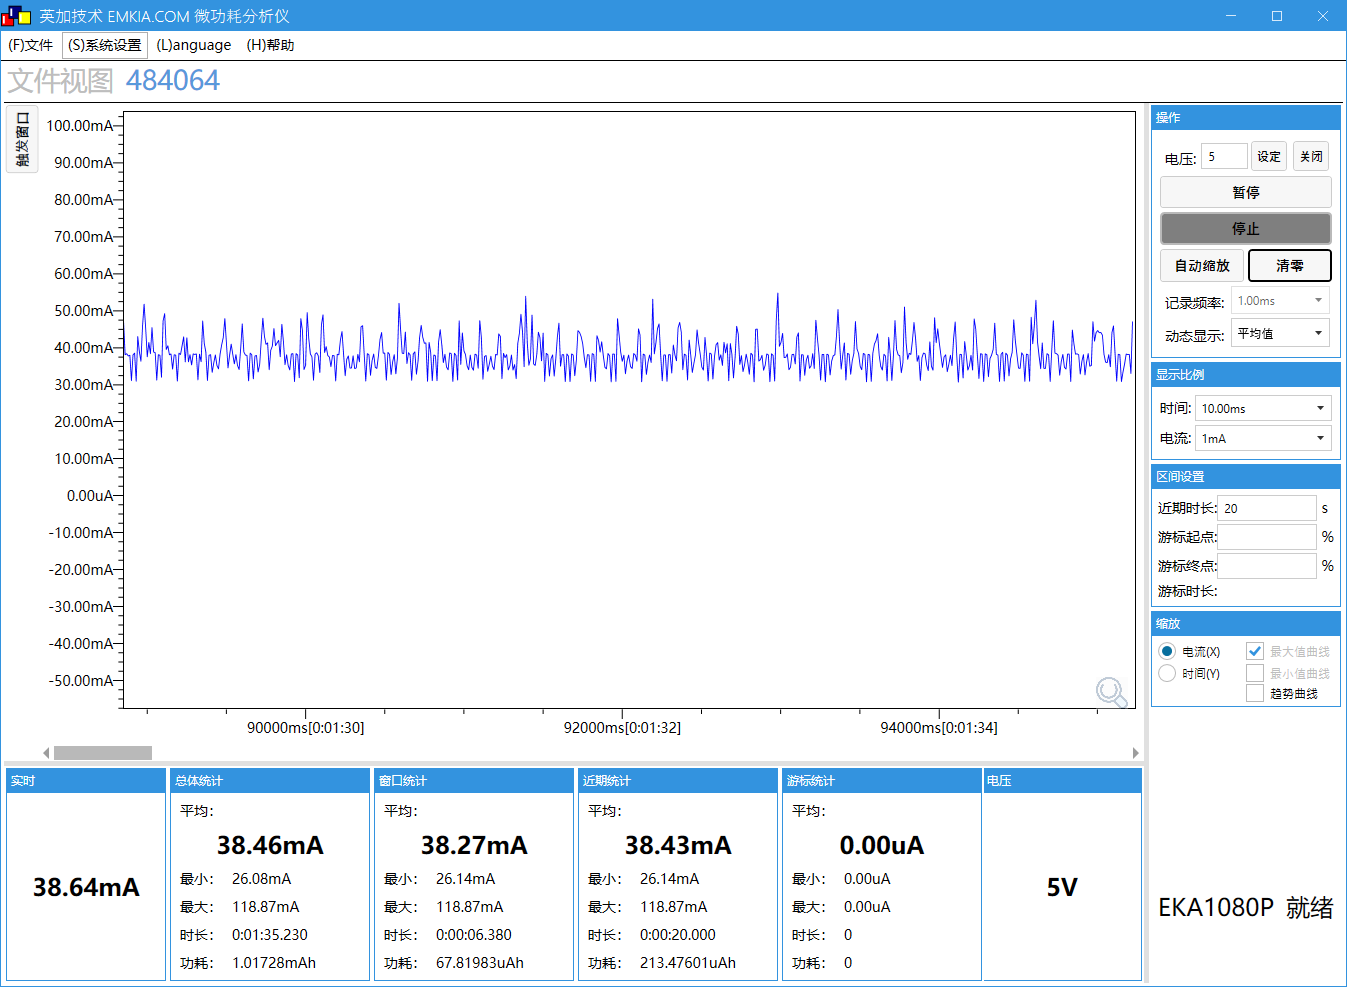 英加技术 EMKIA.COM 微功耗分析仪
(F)文件 (S)系统设置 (L)anguage (H)帮助
文件视图 484064
触发窗口
100.00mA
90.00mA
80.00mA
70.00mA
60.00mA
50.00mA
40.00mA
30.00mA
20.00mA
10.00mA
0.00uA
-10.00mA
-20.00mA
-30.00mA
-40.00mA
-50.00mA
90000ms[0:01:30] 92000ms[0:01:32] 94000ms[0:01:34]
操作
电压: 5 设定 关闭
暂停
停止
自动缩放 清零
记录频率: 1.00ms
动态显示: 平均值
显示比例
时间: 10.00ms
电流: 1mA
区间设置
近期时长: 20 s
游标起点: %
游标终点: %
游标时长:
缩放
电流(X) 最大值曲线
时间(Y) 最小值曲线
趋势曲线
实时
38.64mA
总体统计
平均:
38.46mA
最小: 26.08mA
最大: 118.87mA
时长: 0:01:35.230
功耗: 1.01728mAh
窗口统计
平均:
38.27mA
最小: 26.14mA
最大: 118.87mA
时长: 0:00:06.380
功耗: 67.81983uAh
近期统计
平均:
38.43mA
最小: 26.14mA
最大: 118.87mA
时长: 0:00:20.000
功耗: 213.47601uAh
游标统计
平均:
0.00uA
最小: 0.00uA
最大: 0.00uA
时长: 0
功耗: 0
电压
5V
EKA1080P 就绪